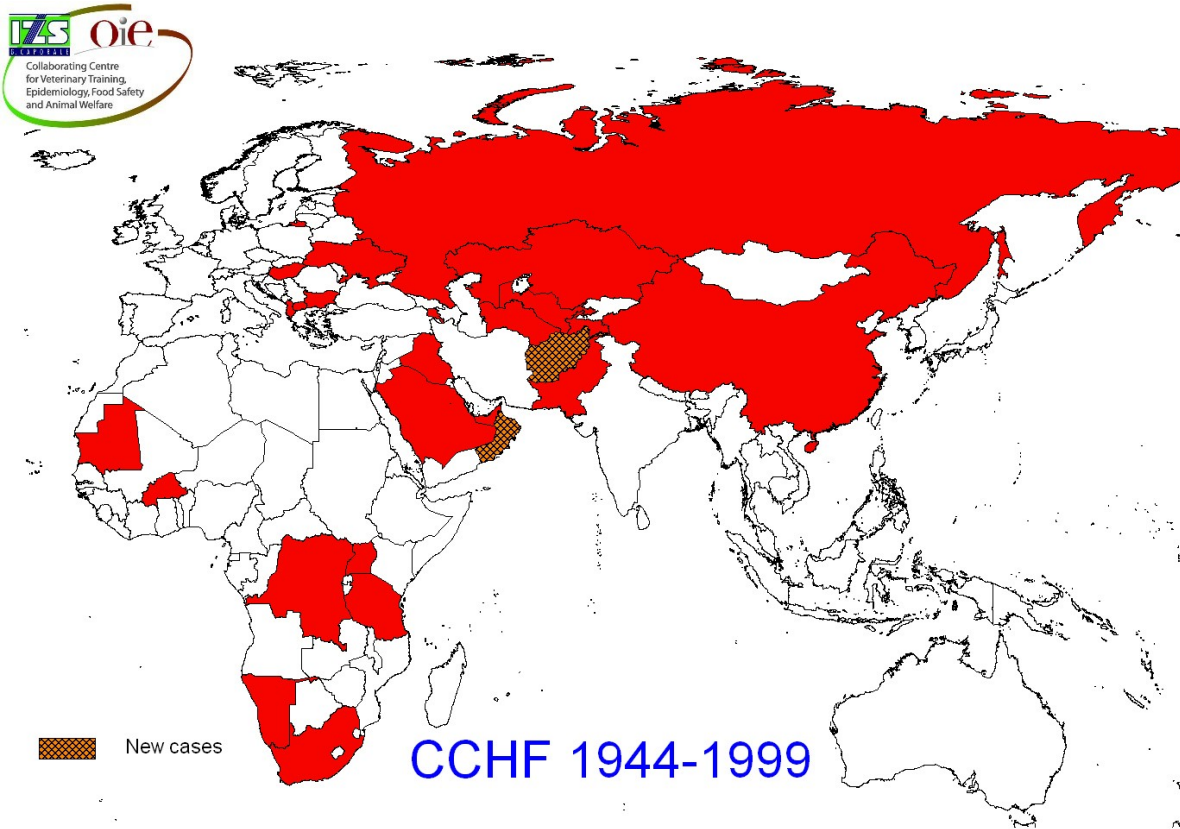 IZS
G. CAPORALE
oie
Collaborating Centre
for Veterinary Training,
Epidemiology, Food Safety
and Animal Welfare
New cases
CCHF 1944-1999